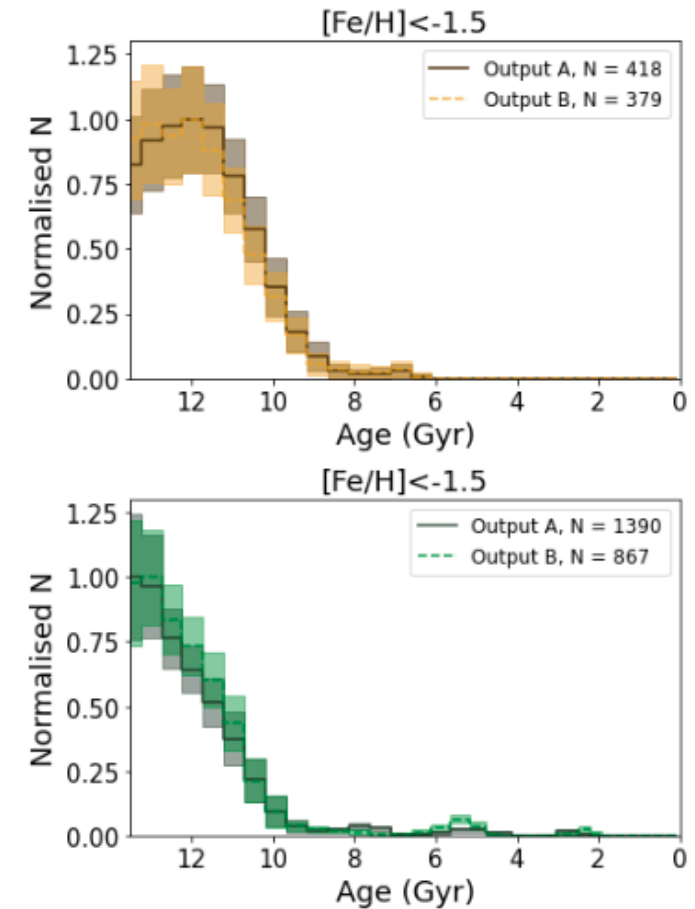 [Fe/H]<-1.5
Output A, N = 418
Output B, N = 379
Normalised N
1.25
1.00
0.75
0.50
0.25
0.00
12 10 8 6 4 2 0
Age (Gyr)
[Fe/H]<-1.5
Output A, N = 1390
Output B, N = 867
Normalised N
1.25
1.00
0.75
0.50
0.25
0.00
12 10 8 6 4 2 0
Age (Gyr)